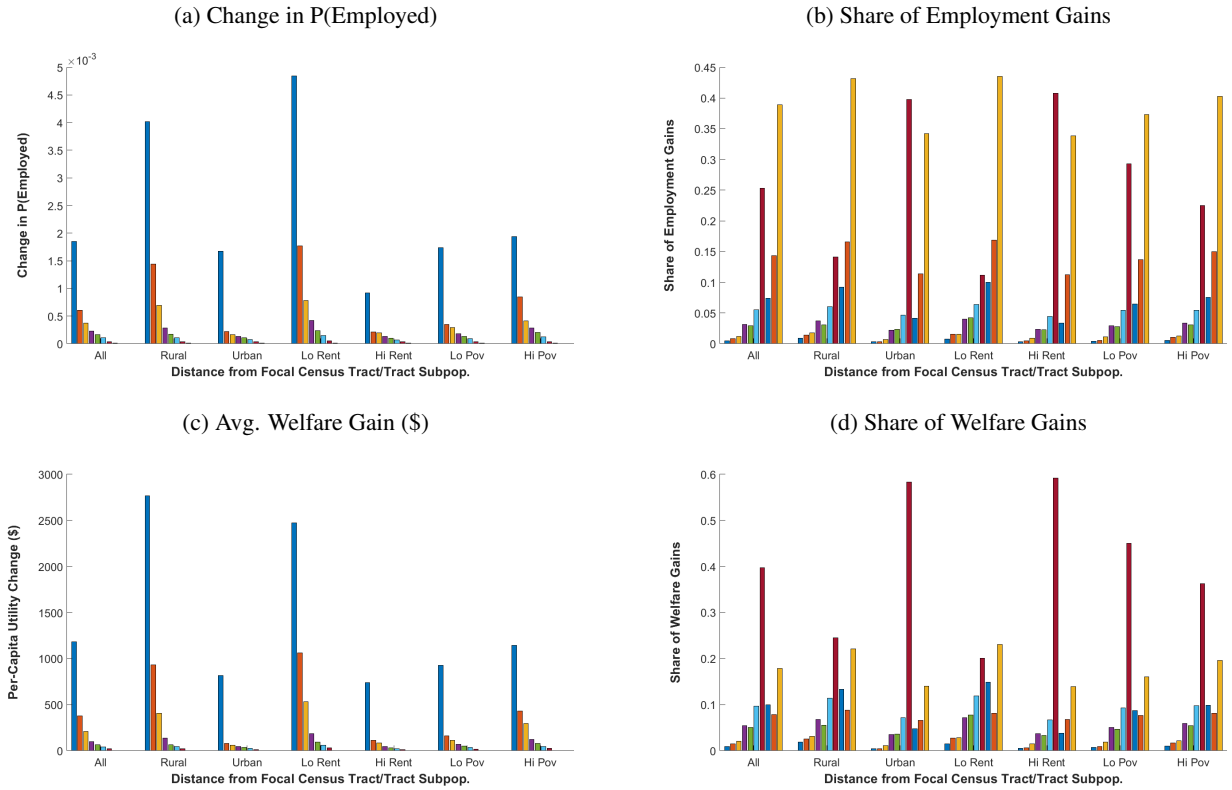 (a) Change in P(Employed)
×10⁻³
5
4.5
4
3.5
3
2.5
2
1.5
1
0.5
0
Change in P(Employed)
All Rural Urban Lo Rent Hi Rent Lo Pov Hi Pov
Distance from Focal Census Tract/Tract Subpop.
(b) Share of Employment Gains
0.45
0.4
0.35
0.3
0.25
0.2
0.15
0.1
0.05
0
Share of Employment Gains
All Rural Urban Lo Rent Hi Rent Lo Pov Hi Pov
Distance from Focal Census Tract/Tract Subpop.
(c) Avg. Welfare Gain ($)
3000
2500
2000
1500
1000
500
0
Per-Capita Utility Change ($)
All Rural Urban Lo Rent Hi Rent Lo Pov Hi Pov
Distance from Focal Census Tract/Tract Subpop.
(d) Share of Welfare Gains
0.6
0.5
0.4
0.3
0.2
0.1
0
Share of Welfare Gains
All Rural Urban Lo Rent Hi Rent Lo Pov Hi Pov
Distance from Focal Census Tract/Tract Subpop.